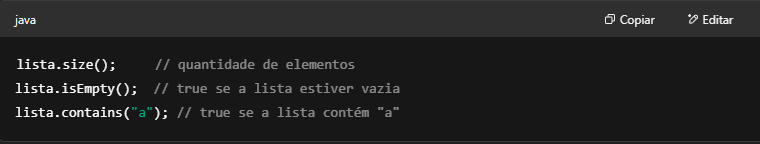 java
Copiar
Editar
lista.size();     // quantidade de elementos
lista.isEmpty();  // true se a lista estiver vazia
lista.contains("a"); // true se a lista contém "a"